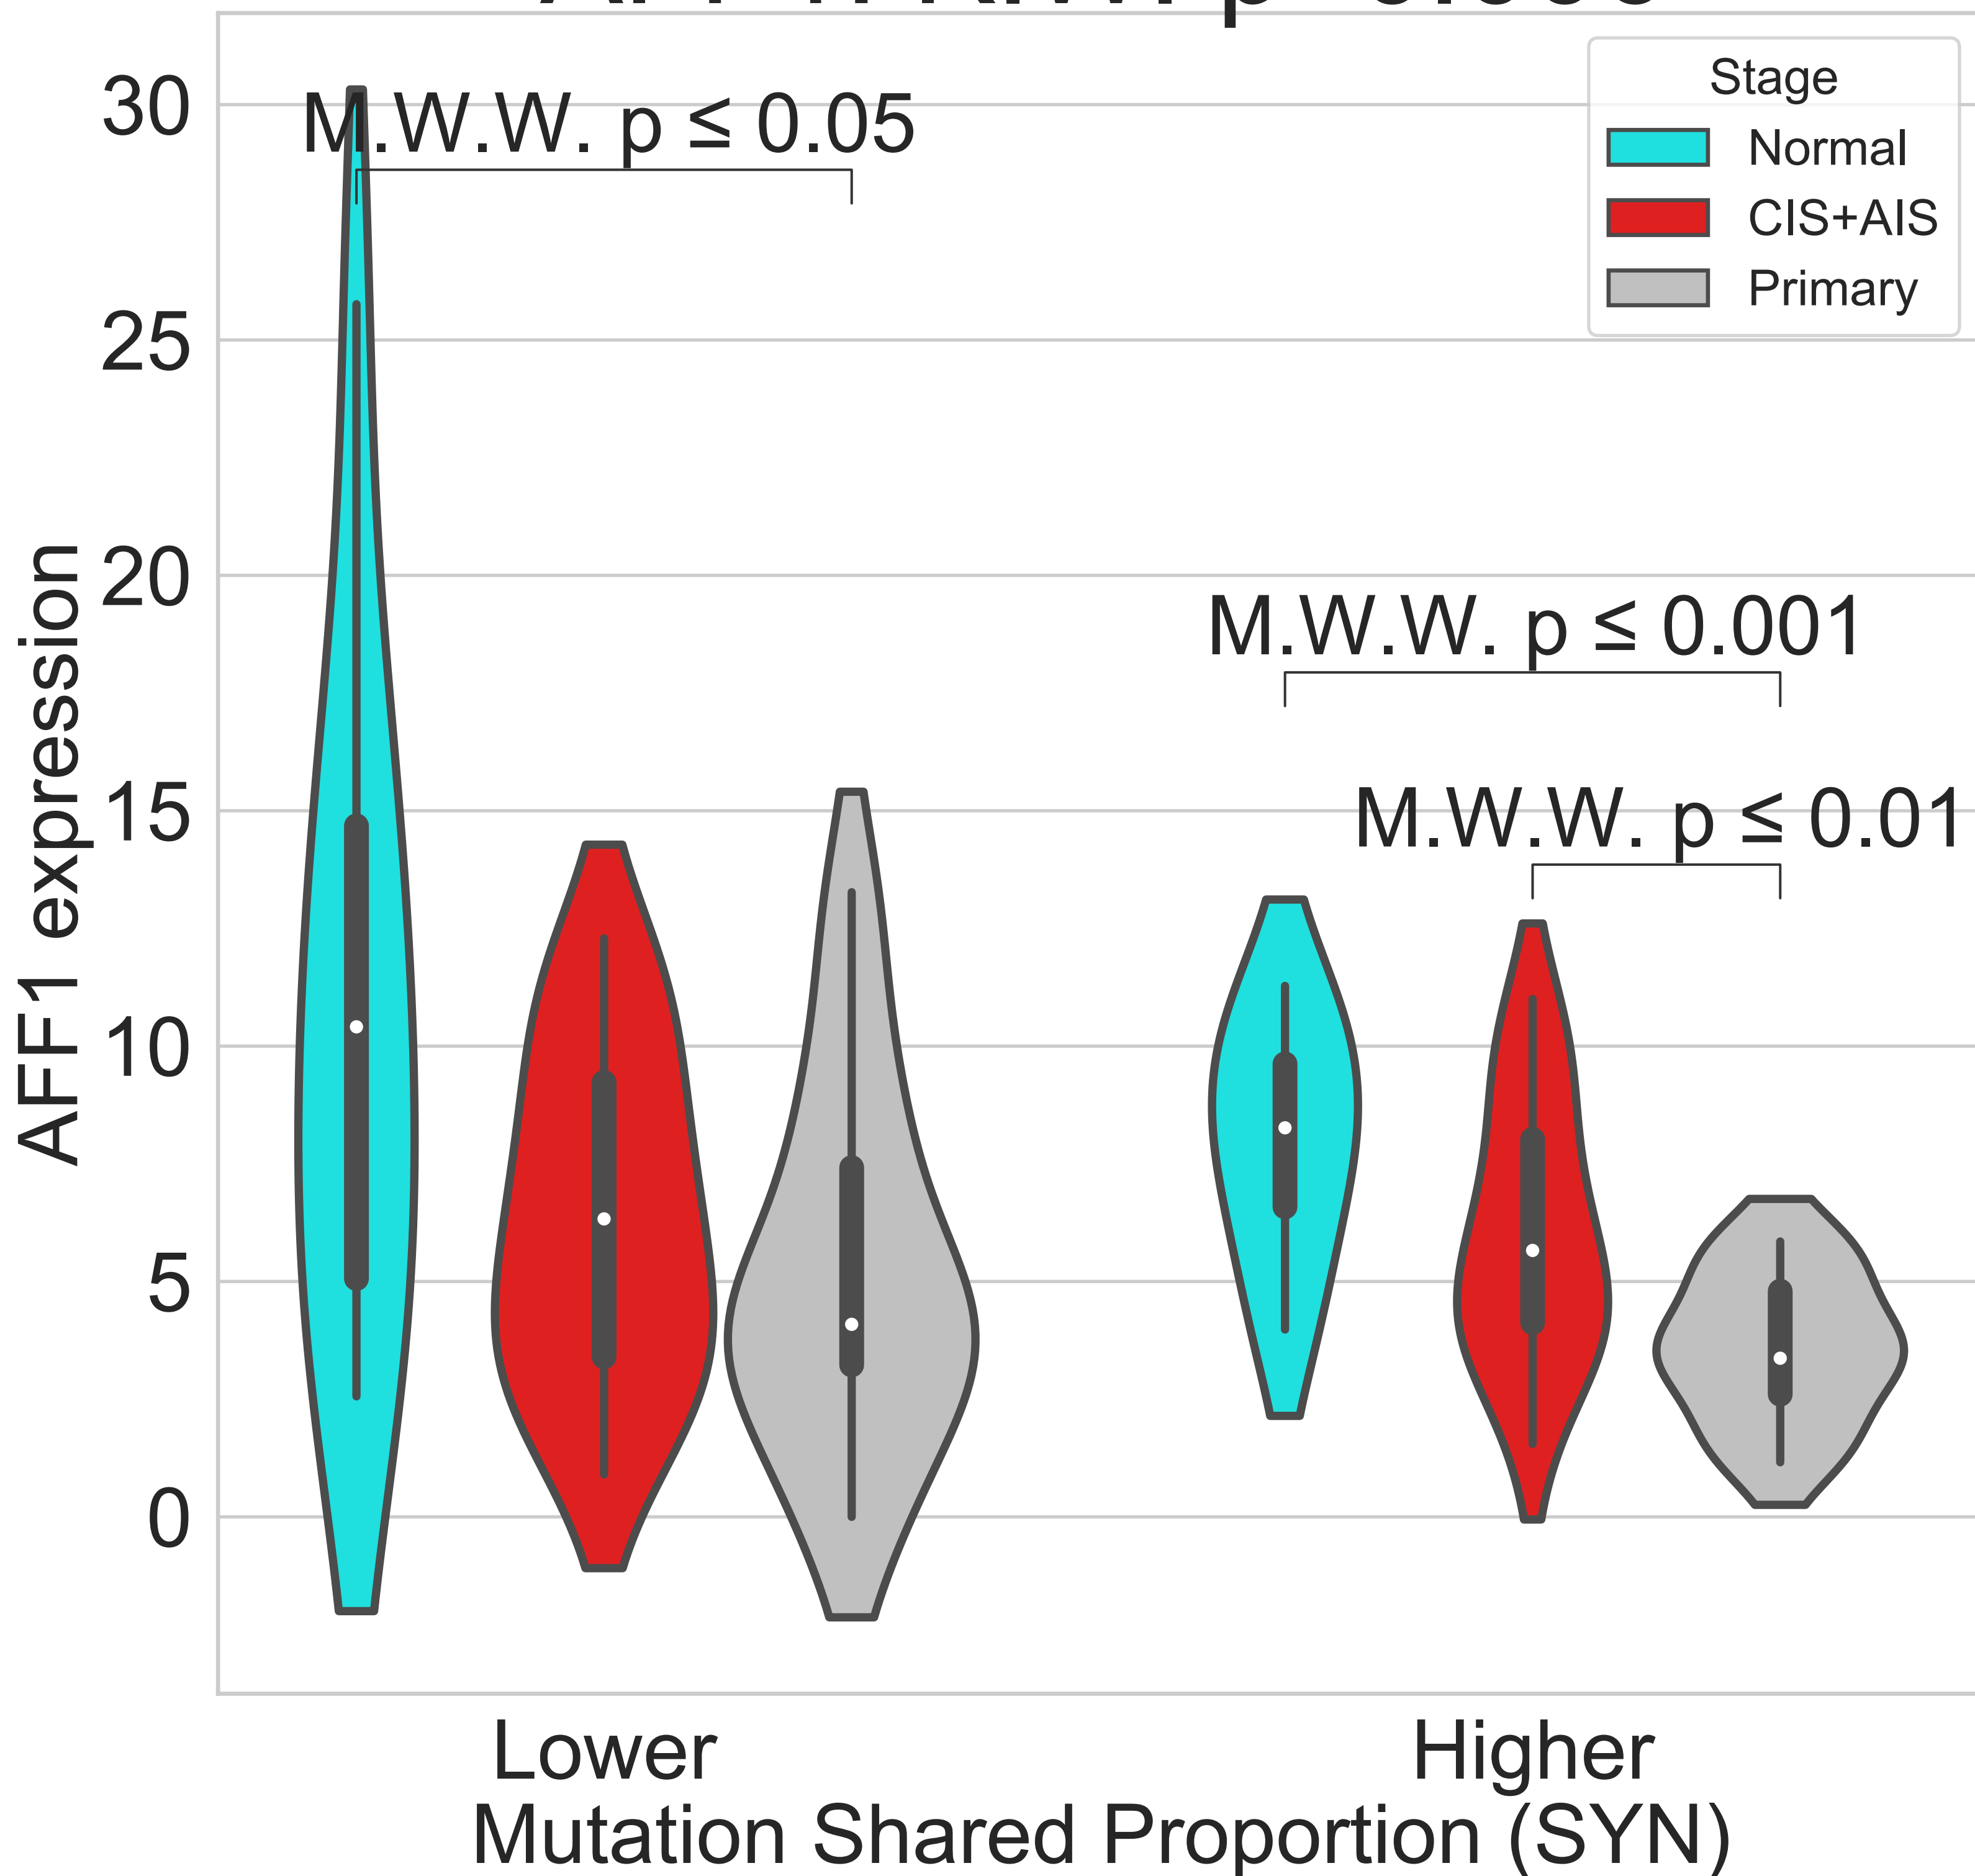 Stage
Normal
CIS+AIS
Primary
M.W.W. p ≤ 0.05
M.W.W. p ≤ 0.001
M.W.W. p ≤ 0.01
30
25
20
15
10
5
0
AFF1 expression
Lower
Higher
Mutation Shared Proportion (SYN)